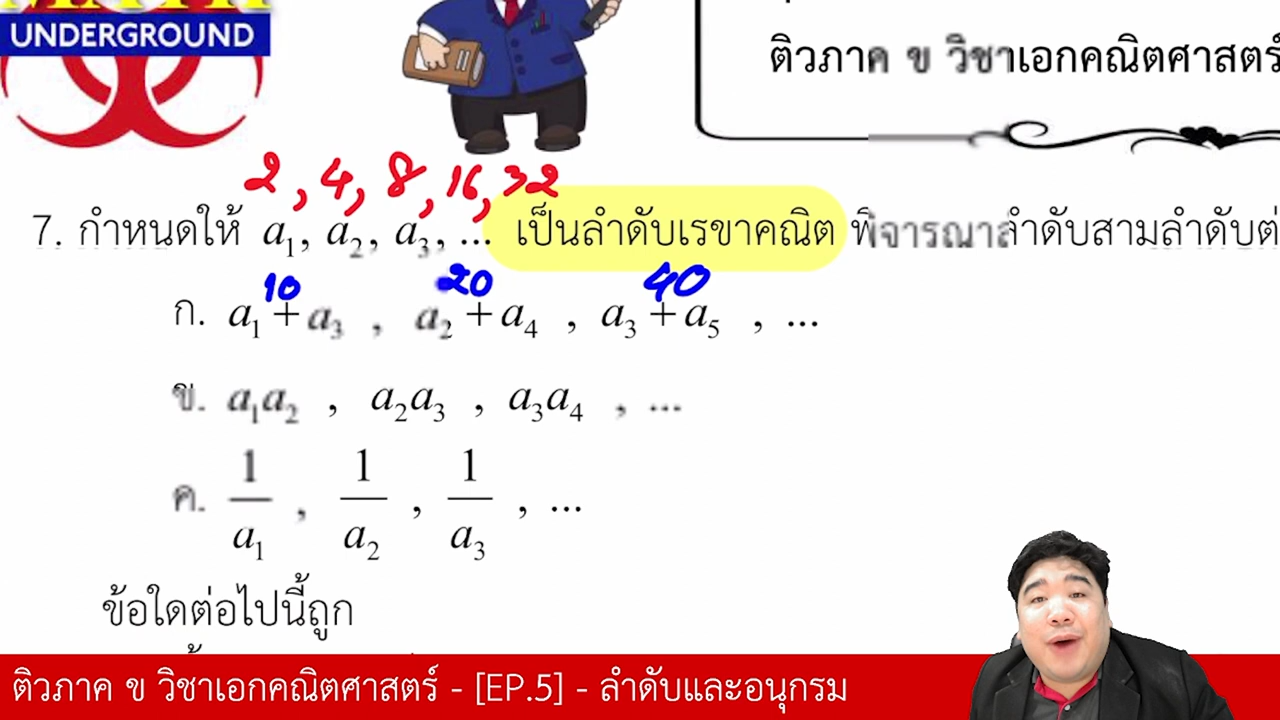 UNDERGROUND
ติวภาค ข วิชาเอกคณิตศาสตร์
2, 4, 8, 16, 32
7. กำหนดให้ a₁, a₂, a₃, ... เป็นลำดับเรขาคณิต พิจารณาลำดับสามลำดับต่
10 20 40
ก. a₁ + a₃ , a₂ + a₄ , a₃ + a₅ , ...
ข. a₁a₂ , a₂a₃ , a₃a₄ , ...
ค. 1/a₁ , 1/a₂ , 1/a₃ , ...
ข้อใดต่อไปนี้ถูก
ติวภาค ข วิชาเอกคณิตศาสตร์ - [EP.5] - ลำดับและอนุกรม